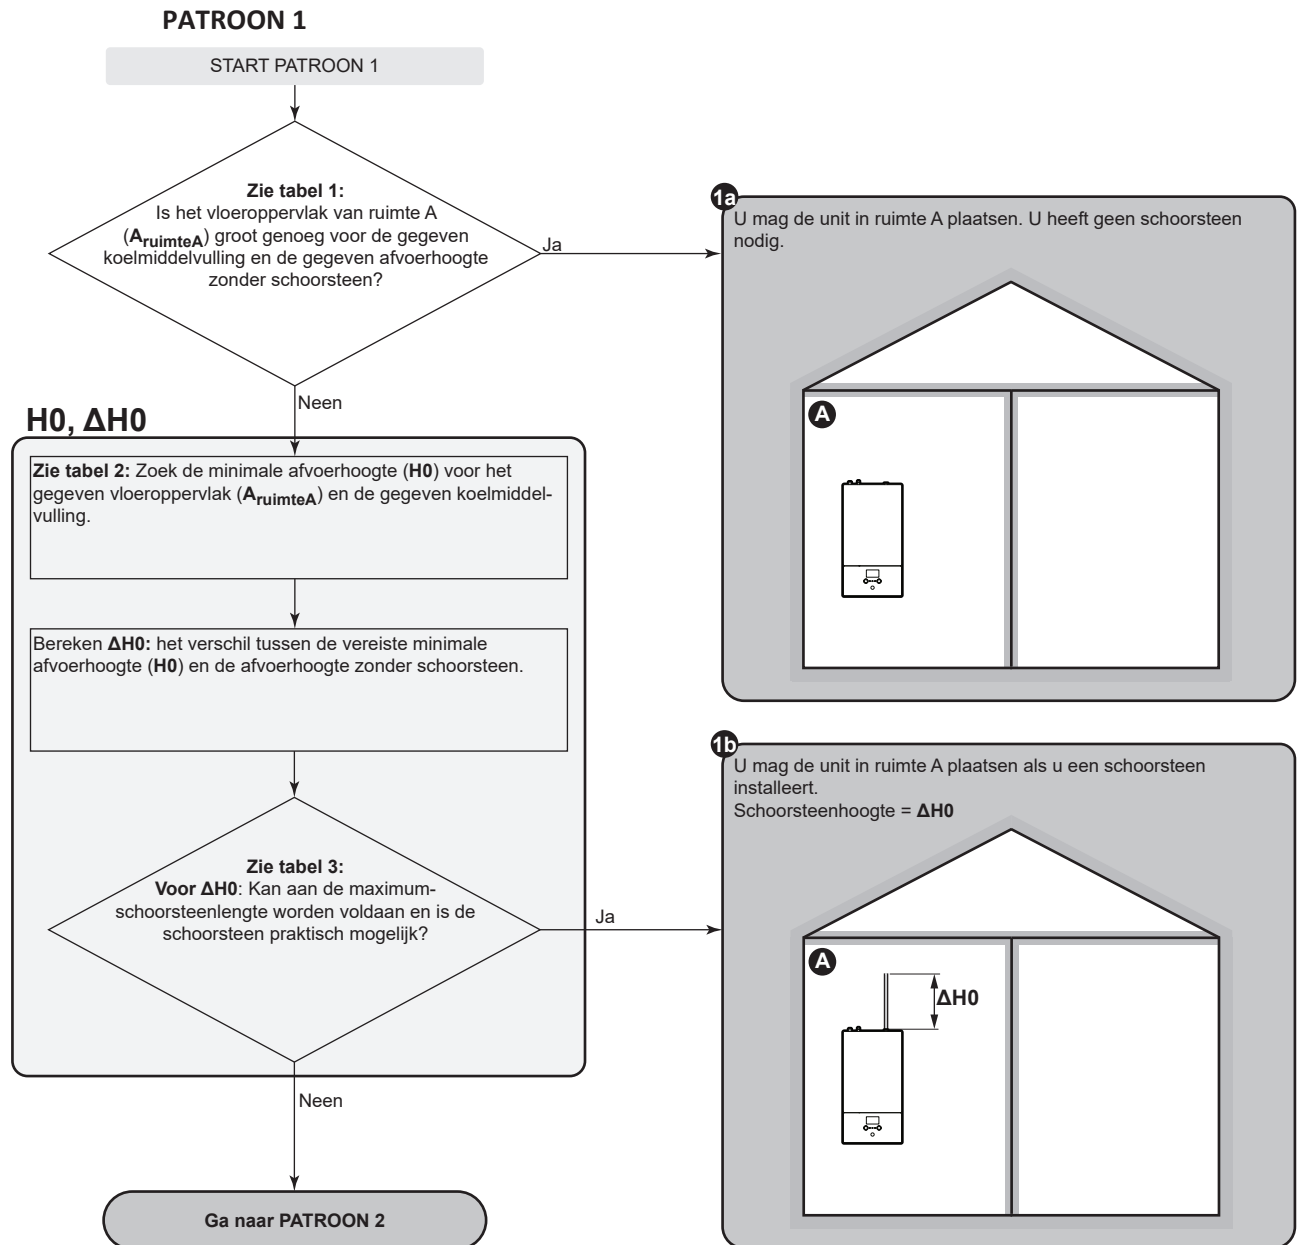 PATROON 1
START PATROON 1
Zie tabel 1:
Is het vloeroppervlak van ruimte A
(AruimteA) groot genoeg voor de gegeven
koelmiddelvulling en de gegeven afvoerhoogte
zonder schoorsteen?
Ja
1a
U mag de unit in ruimte A plaatsen. U heeft geen schoorsteen
nodig.
A
Neen
H0, ΔH0
Zie tabel 2: Zoek de minimale afvoerhoogte (H0) voor het
gegeven vloeroppervlak (AruimteA) en de gegeven koelmiddel-
vulling.
Bereken ΔH0: het verschil tussen de vereiste minimale
afvoerhoogte (H0) en de afvoerhoogte zonder schoorsteen.
Zie tabel 3:
Voor ΔH0: Kan aan de maximum-
schoorsteenlengte worden voldaan en is de
schoorsteen praktisch mogelijk?
Ja
1b
U mag de unit in ruimte A plaatsen als u een schoorsteen
installeert.
Schoorsteenhoogte = ΔH0
A
ΔH0
Neen
Ga naar PATROON 2